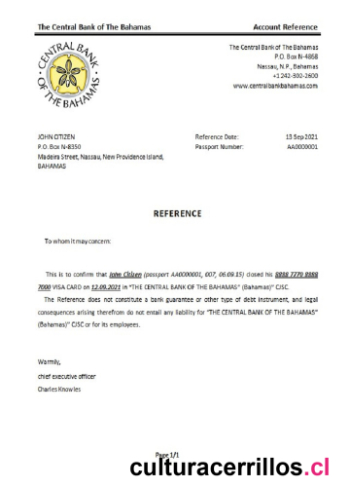 The Central Bank of The Bahamas Account Reference
CENTRAL BANK OF THE BAHAMAS
The Central Bank of The Bahamas
P.O. Box N-4868
Nassau, N.P., Bahamas
+1 242-302-2600
www.centralbankbahamas.com
JOHN CITIZEN Reference Date: 13 Sep 2021
P.O. Box N-8350 Passport Number: AA0000001
Madeira Street, Nassau, New Providence Island,
BAHAMAS
REFERENCE
To whom it may concern:
This is to confirm that John Citizen (passport AA0000001, 007, 06.09.15) closed his 8888 7270 8888
7000 VISA CARD on 12.09.2021 in "THE CENTRAL BANK OF THE BAHAMAS" (Bahamas)" CJSC.
The Reference does not constitute a bank guarantee or other type of debt instrument, and legal
consequences arising therefrom do not entail any liability for "THE CENTRAL BANK OF THE BAHAMAS"
(Bahamas)" CJSC or for its employees.
Warmly,
chief executive officer
Charles Knowles
Page 1/1
culturacerrillos.cl